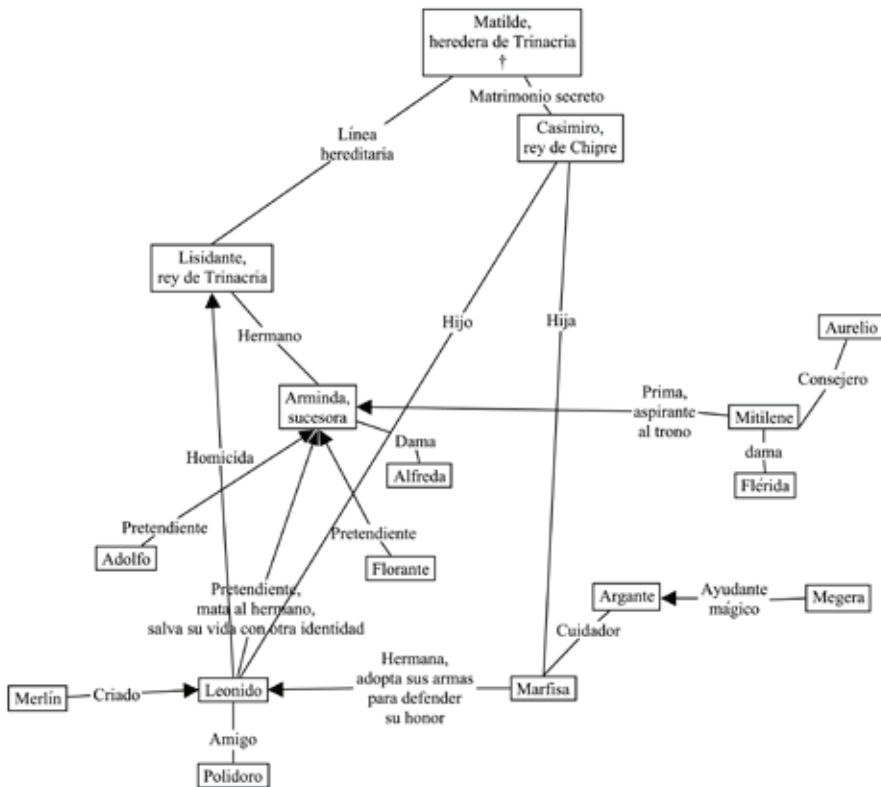 Matilde,
heredera de Trinacria
†
Matrimonio secreto
Línea
hereditaria
Casimiro,
rey de Chipre
Lisidante,
rey de Trinacria
Hermano
Hijo
Hija
Aurelio
Consejero
Arminda,
sucesora
Prima,
aspirante
al trono
Mitilene
Dama
Alfreda
dama
Flérida
Homicida
Pretendiente
Adolfo
Pretendiente
Florante
Pretendiente,
mata al hermano,
salva su vida con otra identidad
Argante
Ayudante
mágico
Megera
Cuidador
Merlín
Criado
Leonido
Hermana,
adopta sus armas
para defender
su honor
Marfisa
Amigo
Polidoro